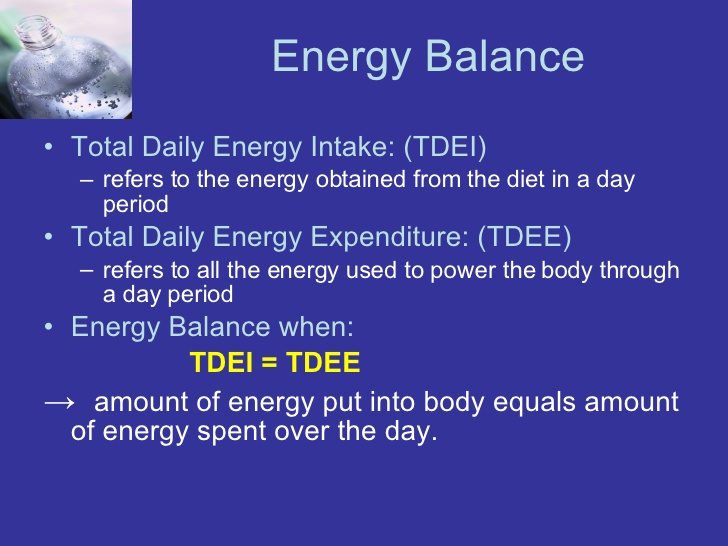 Energy Balance
• Total Daily Energy Intake: (TDEI)
– refers to the energy obtained from the diet in a day
period
• Total Daily Energy Expenditure: (TDEE)
– refers to all the energy used to power the body through
a day period
• Energy Balance when:
TDEI = TDEE
→ amount of energy put into body equals amount
of energy spent over the day.